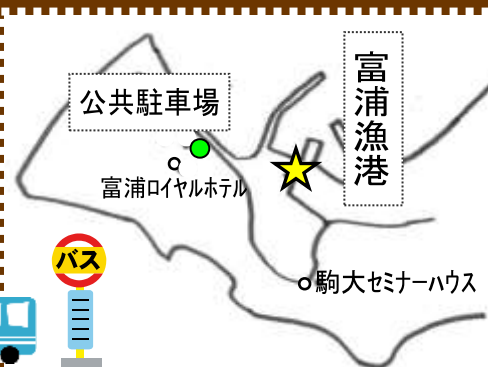 公共駐車場
富浦漁港
富浦ロイヤルホテル
バス
駒大セミナーハウス